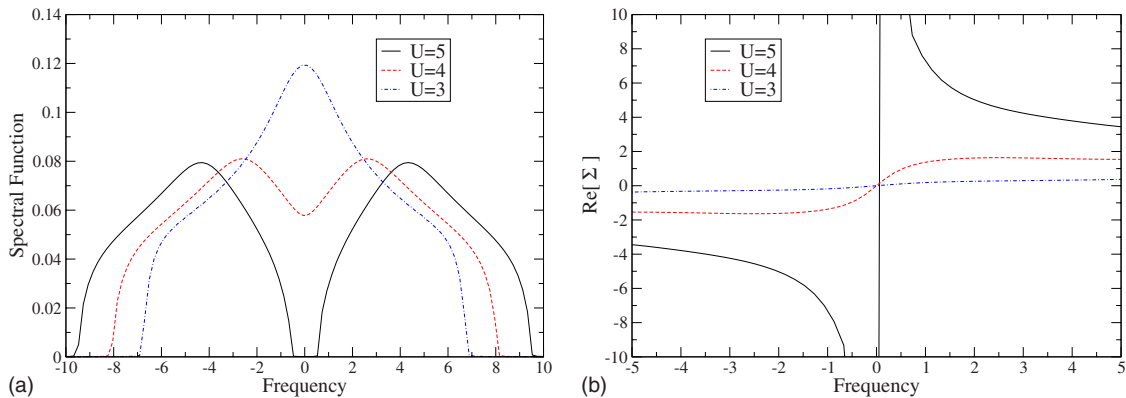 0.14
0.12
0.1
0.08
0.06
0.04
0.02
0
Spectral Function
U=5
U=4
U=3
-10 -8 -6 -4 -2 0 2 4 6 8 10
Frequency
(a)
10
8
6
4
2
0
-2
-4
-6
-8
-10
Re[ Σ ]
U=5
U=4
U=3
-5 -4 -3 -2 -1 0 1 2 3 4 5
Frequency
(b)